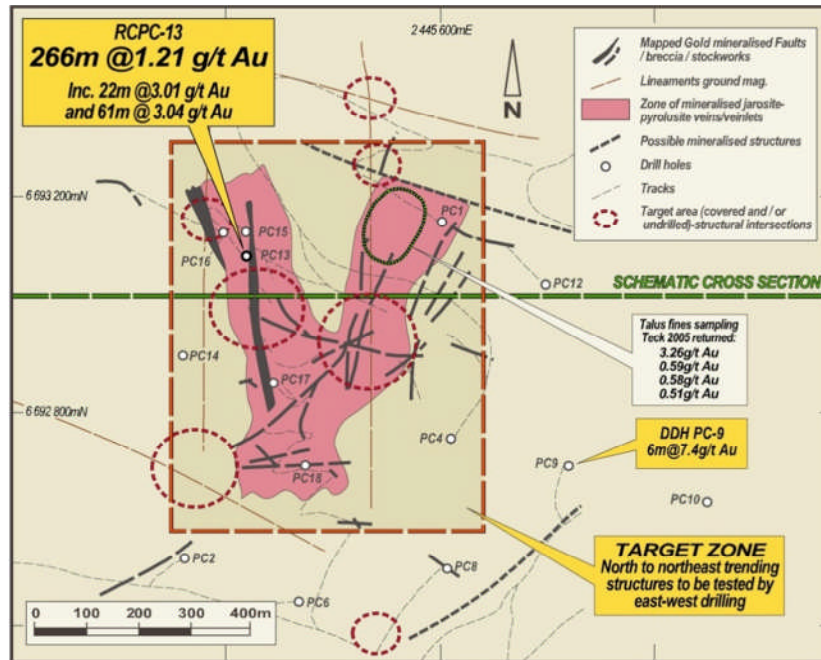 RCPC-13
266m @1.21 g/t Au
Inc. 22m @3.01 g/t Au
and 61m @ 3.04 g/t Au
2 445 600mE
N
Mapped Gold mineralised Faults
/ breccia / stockworks
Lineaments ground mag.
Zone of mineralised jarosite-
pyrolusite veins/veinlets
Possible mineralised structures
Drill holes
Tracks
Target area (covered and / or
undrilled)-structural intersections
6 693 200mN
PC1
PC15
PC16
PC13
PC12
SCHEMATIC CROSS SECTION
Talus fines sampling
Teck 2005 returned:
3.26g/t Au
0.59g/t Au
0.58g/t Au
0.51g/t Au
PC14
PC17
6 692 800mN
PC4
DDH PC-9
6m@7.4g/t Au
PC9
PC18
PC10
TARGET ZONE
North to northeast trending
structures to be tested by
east-west drilling
PC2
PC8
PC6
0 100 200 300 400m